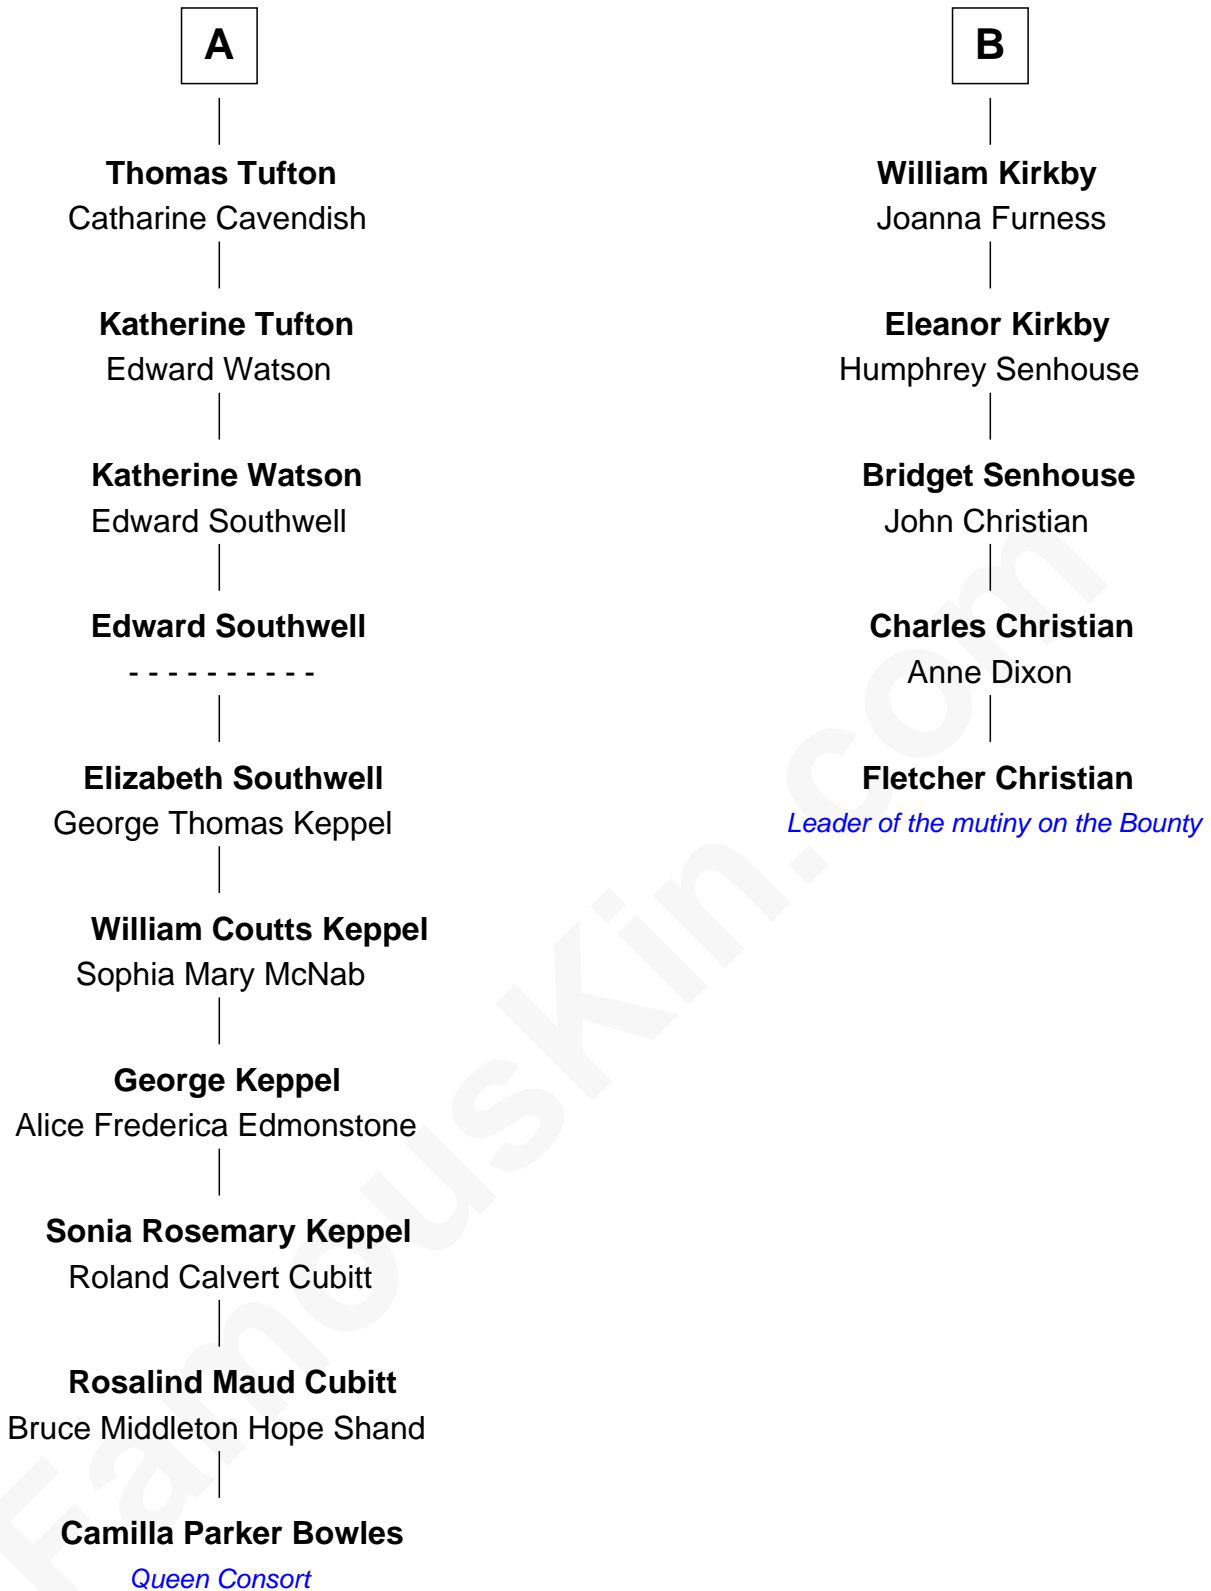 A
Thomas Tufton
Catharine Cavendish
Katherine Tufton
Edward Watson
Katherine Watson
Edward Southwell
Edward Southwell
- - - - - - - - - -
Elizabeth Southwell
George Thomas Keppel
William Coutts Keppel
Sophia Mary McNab
George Keppel
Alice Frederica Edmonstone
Sonia Rosemary Keppel
Roland Calvert Cubitt
Rosalind Maud Cubitt
Bruce Middleton Hope Shand
Camilla Parker Bowles
Queen Consort
B
William Kirkby
Joanna Furness
Eleanor Kirkby
Humphrey Senhouse
Bridget Senhouse
John Christian
Charles Christian
Anne Dixon
Fletcher Christian
Leader of the mutiny on the Bounty
FamousKin.com